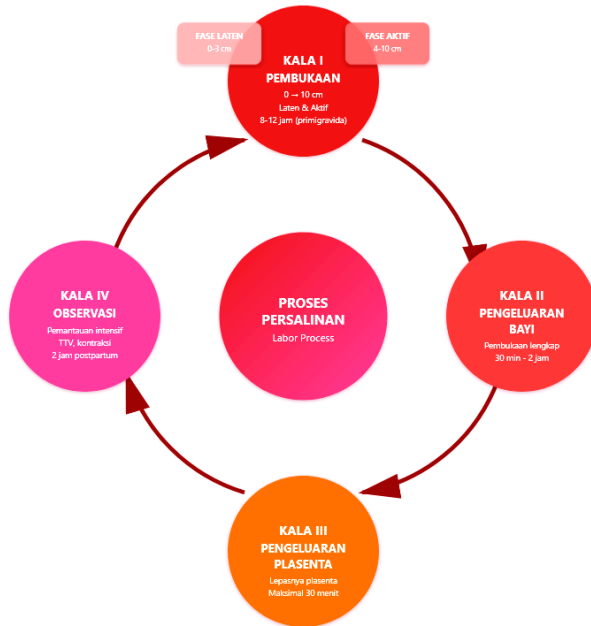 FASE LATEN
0-3 cm
FASE AKTIF
4-10 cm
KALA I
PEMBUKAAN
0 → 10 cm
Laten & Aktif
8-12 jam (primigravida)
KALA II
PENGELUARAN
BAYI
Pembukaan lengkap
30 min - 2 jam
KALA III
PENGELUARAN
PLASENTA
Lepasnya plasenta
Maksimal 30 menit
KALA IV
OBSERVASI
Pemantauan intensif
TTV, kontraksi
2 jam postpartum
PROSES
PERSALINAN
Labor Process